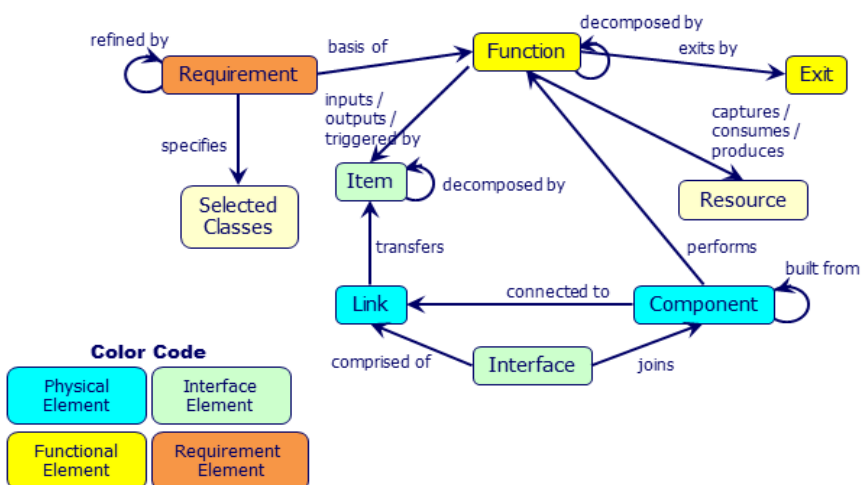 decomposed by
refined by
basis of
Function
exits by
Requirement
Exit
inputs /
outputs /
triggered by
captures /
consumes /
produces
specifies
Item
decomposed by
Selected
Classes
Resource
transfers
performs
built from
connected to
Link
Component
Color Code
comprised of
Interface
joins
Physical
Element
Interface
Element
Functional
Element
Requirement
Element